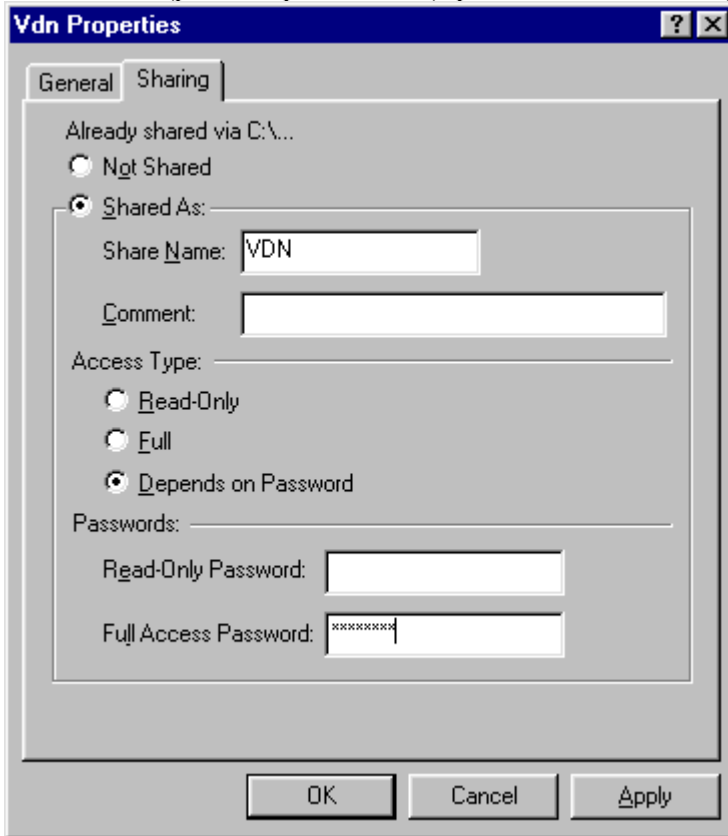 Vdn Properties
General Sharing
Already shared via C:\...
Not Shared
Shared As:
Share Name: VDN
Comment:
Access Type:
Read-Only
Full
Depends on Password
Passwords:
Read-Only Password:
Full Access Password: ********
OK Cancel Apply